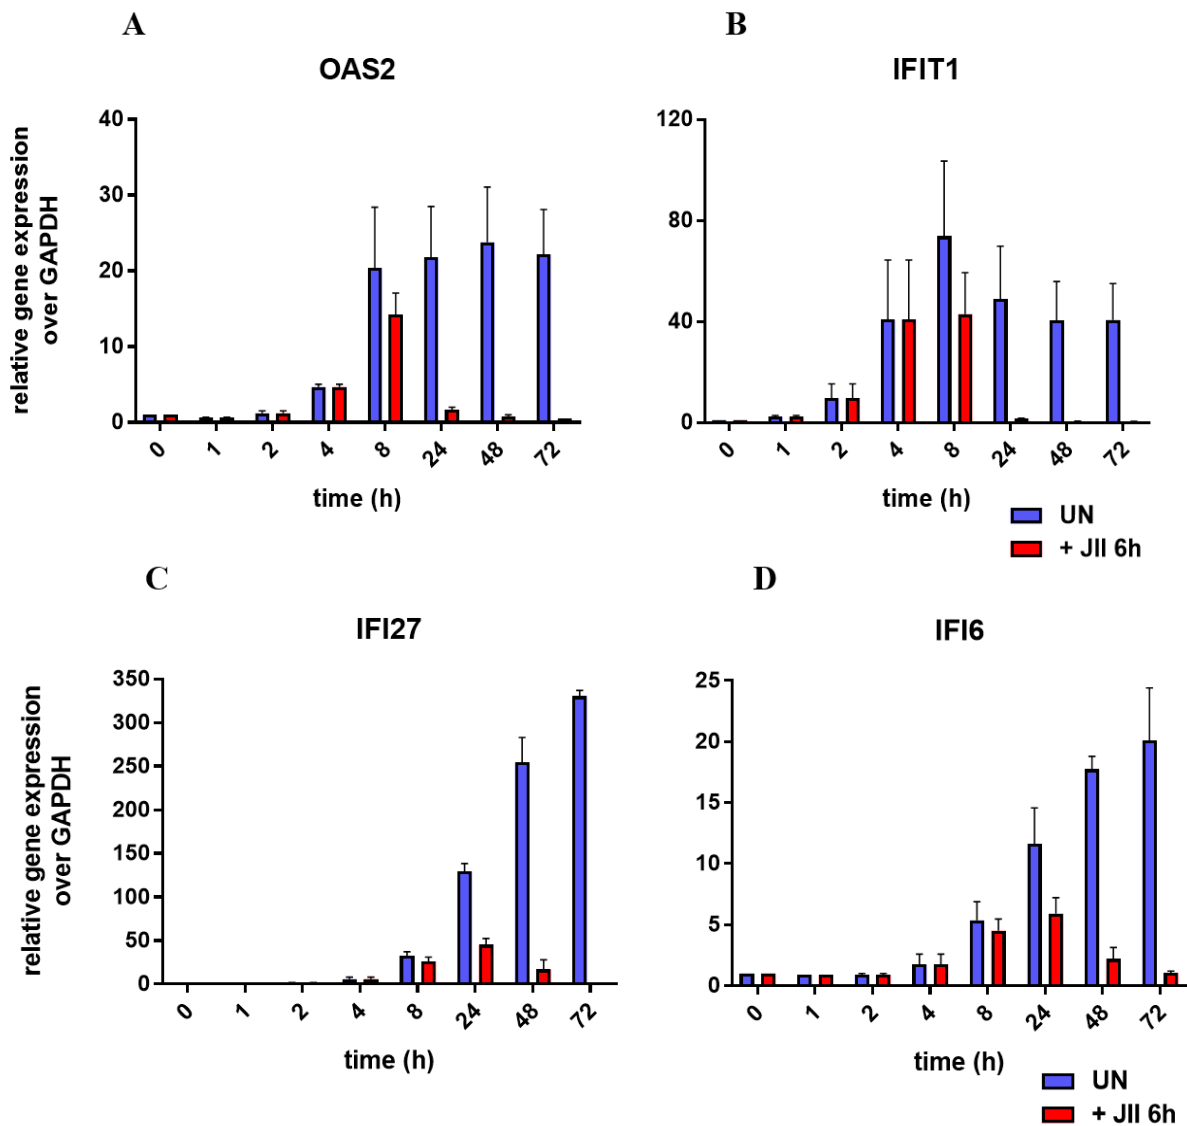 A
OAS2
relative gene expression
over GAPDH
40
30
20
10
0
0 1 2 4 8 24 48 72
time (h)
B
IFIT1
120
80
40
0
0 1 2 4 8 24 48 72
time (h)
UN
+ JII 6h
C
IFI27
relative gene expression
over GAPDH
350
300
250
200
150
100
50
0
0 1 2 4 8 24 48 72
time (h)
D
IFI6
25
20
15
10
5
0
0 1 2 4 8 24 48 72
time (h)
UN
+ JII 6h